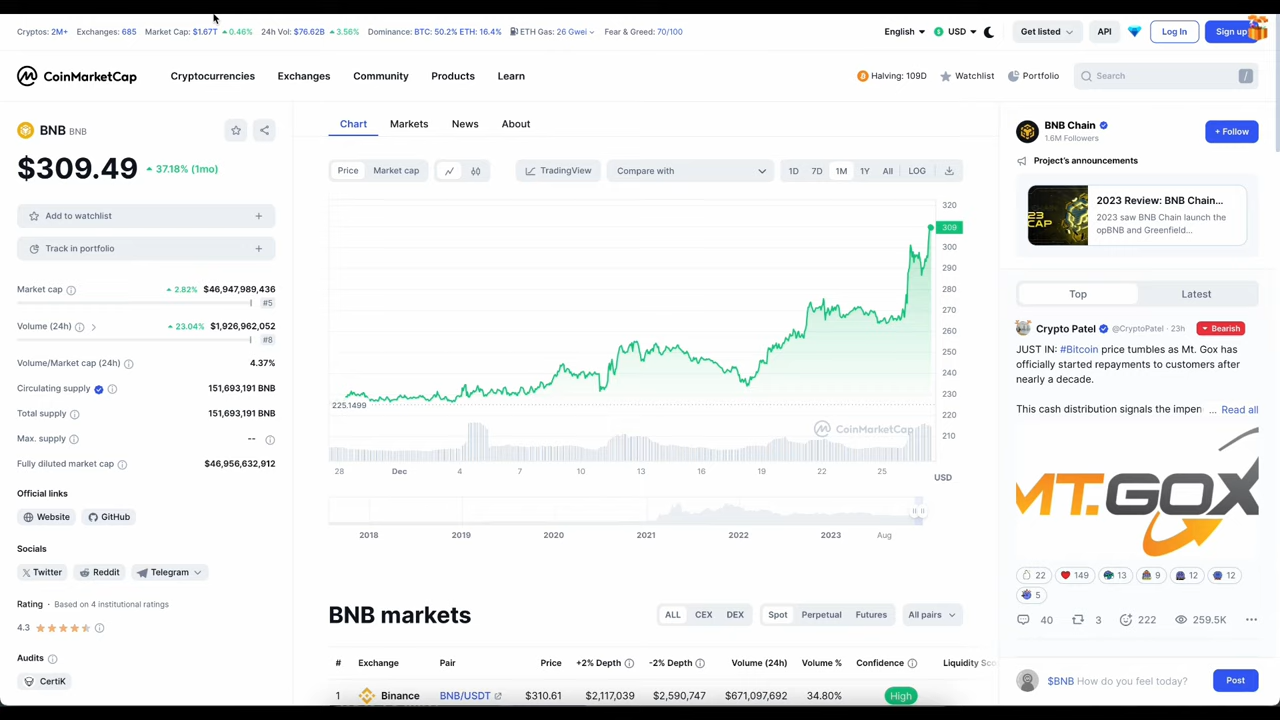 Cryptos: 2M+ Exchanges: 685 Market Cap: $1.67T 0.46% 24h Vol: $76.62B 3.56% Dominance: BTC: 50.2% ETH: 16.4% ETH Gas: 26 Gwei Fear & Greed: 70/100
English USD Get listed API Log In Sign up
CoinMarketCap Cryptocurrencies Exchanges Community Products Learn Halving: 109D Watchlist Portfolio Search /
BNB BNB
$309.49 37.18% (1mo)
Add to watchlist +
Track in portfolio +
Market cap 2.82% $46,947,989,436
#5
Volume (24h) 23.04% $1,926,962,052
#8
Volume/Market cap (24h) 4.37%
Circulating supply 151,693,191 BNB
Total supply 151,693,191 BNB
Max. supply --
Fully diluted market cap $46,956,632,912
Official links
Website GitHub
Socials
Twitter Reddit Telegram
Rating · Based on 4 institutional ratings
4.3
Audits
CertiK
Chart Markets News About
Price Market cap TradingView Compare with 1D 7D 1M 1Y All LOG
320
309
300
290
280
270
260
250
240
230
220
210
225.1499
CoinMarketCap
28 Dec 4 7 10 13 16 19 22 25
USD
2018 2019 2020 2021 2022 2023 Aug
BNB markets ALL CEX DEX Spot Perpetual Futures All pairs
# Exchange Pair Price +2% Depth -2% Depth Volume (24h) Volume % Confidence Liquidity Sco
1 Binance BNB/USDT $310.61 $2,117,039 $2,590,747 $671,097,692 34.80% High
BNB Chain
1.6M Followers
+ Follow
Project's announcements
23
CAP
2023 Review: BNB Chain...
2023 saw BNB Chain launch the
opBNB and Greenfield...
Top Latest
Crypto Patel @CryptoPatel · 23h Bearish
JUST IN: #Bitcoin price tumbles as Mt. Gox has
officially started repayments to customers after
nearly a decade.
This cash distribution signals the impen ... Read all
MT.GOX
22 149 13 9 12 12
5
40 3 222 259.5K
$BNB How do you feel today? Post